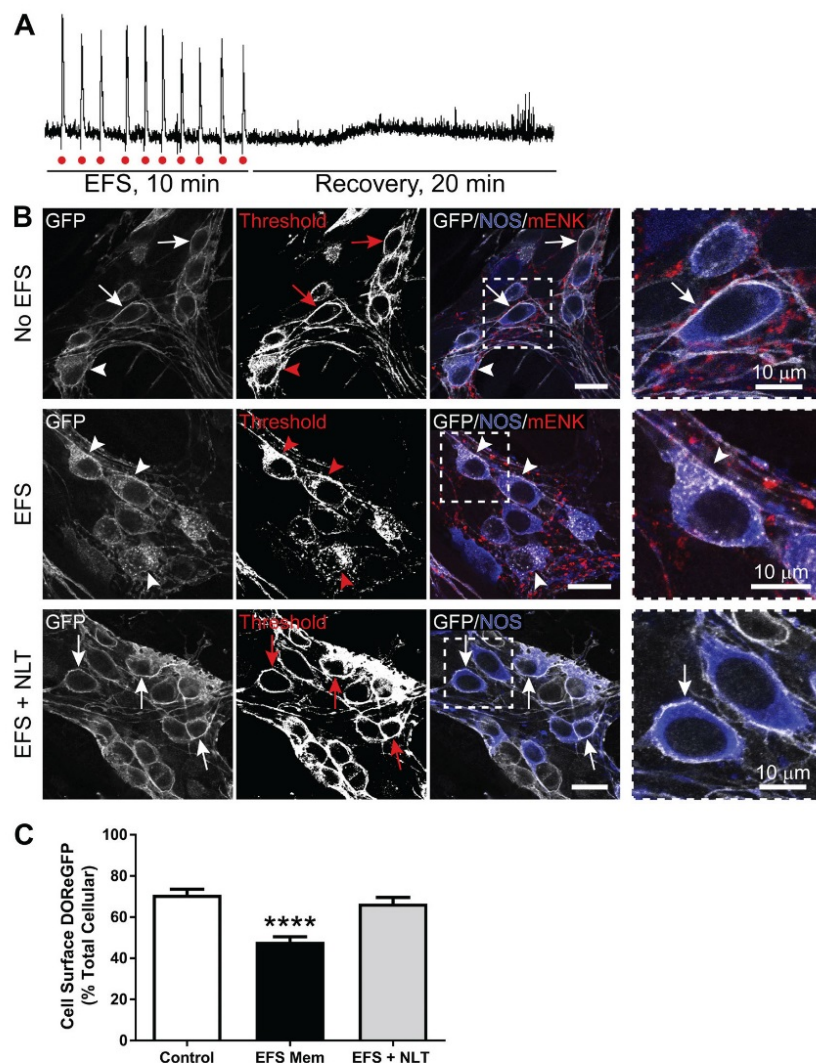 A
EFS, 10 min
Recovery, 20 min
B
No EFS
GFP
Threshold
GFP/NOS/mENK
10 μm
EFS
GFP
Threshold
GFP/NOS/mENK
10 μm
EFS + NLT
GFP
Threshold
GFP/NOS
10 μm
C
Cell Surface DOReGFP
(% Total Cellular)
100
80
60
40
20
0
****
Control
EFS Mem
EFS + NLT